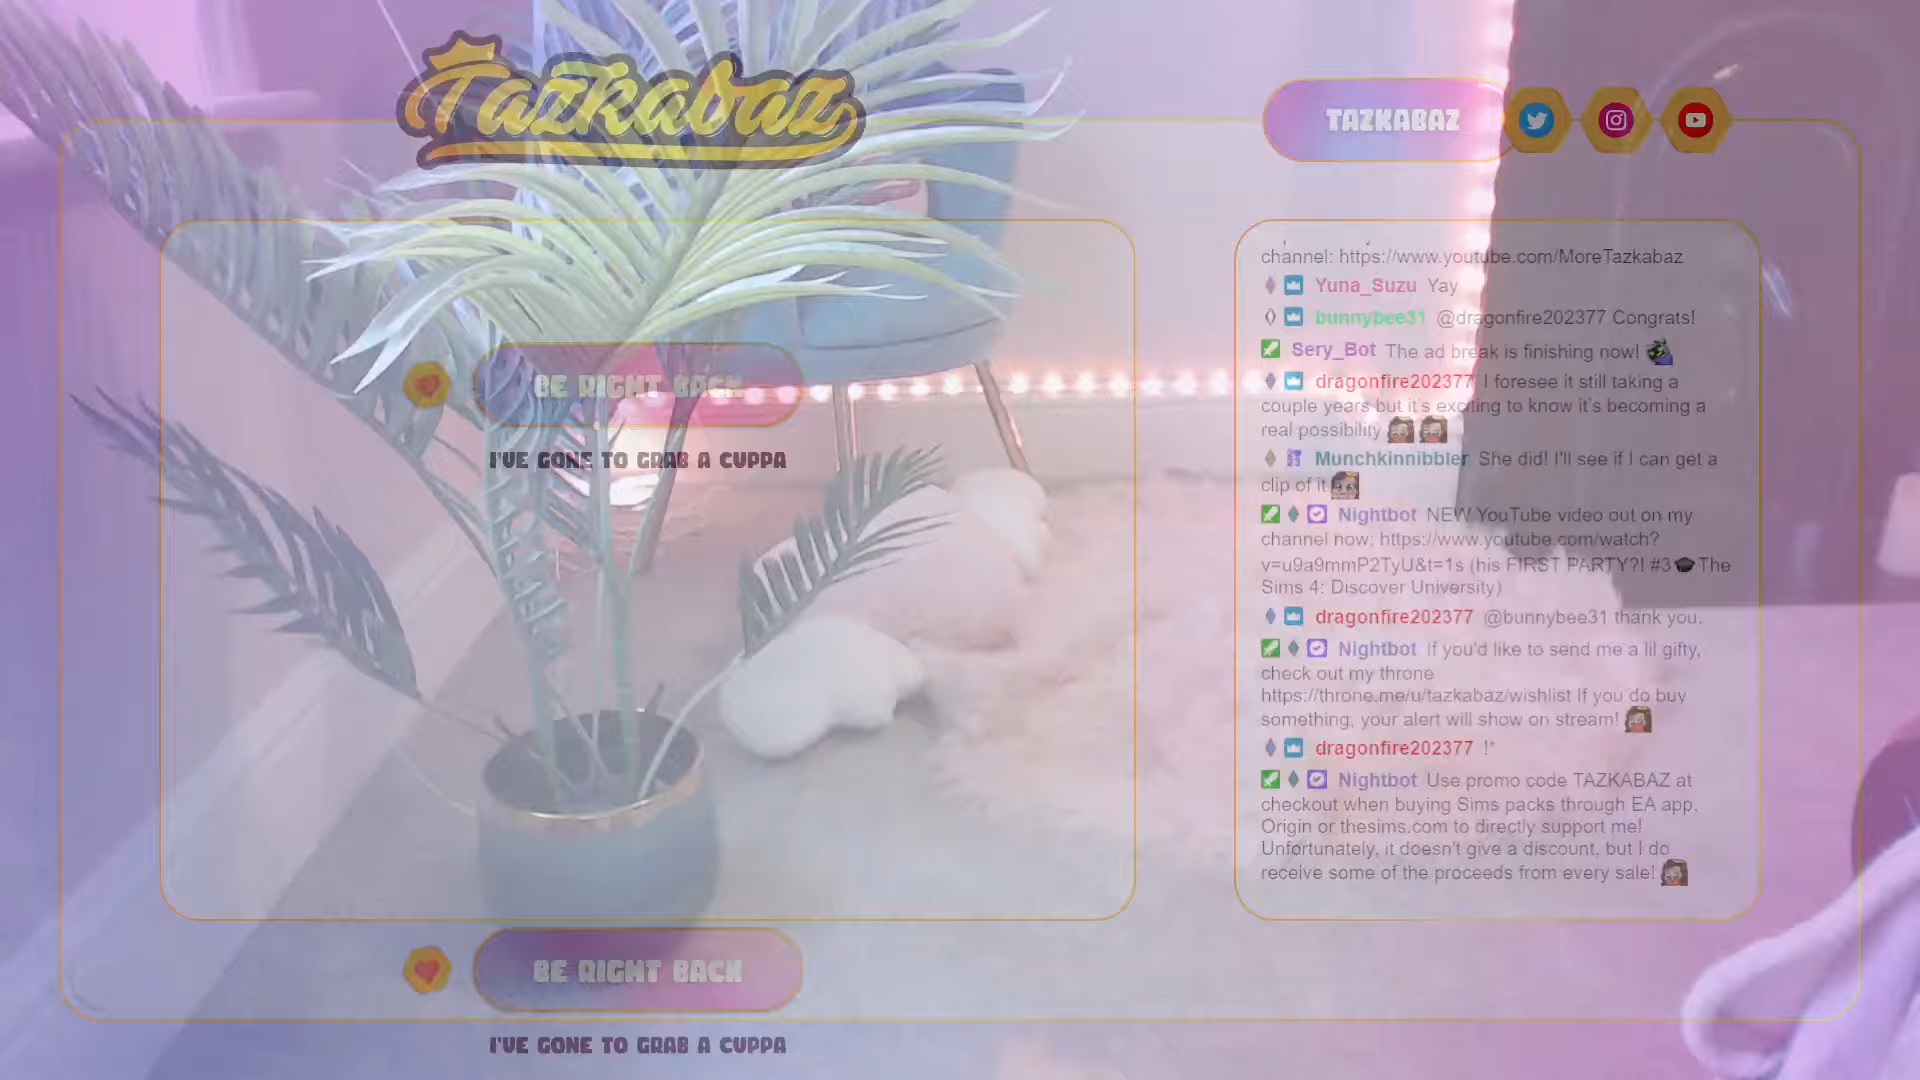 Tazkabaz
TAZKABAZ
channel: https://www.youtube.com/MoreTazkabaz
Yuna_Suzu Yay
bunnybee31 @dragonfire202377 Congrats!
Sery_Bot The ad break is finishing now!
dragonfire202377 I foresee it still taking a
couple years but it's exciting to know it's becoming a
real possibility
Munchkinnibbler She did! I'll see if I can get a
clip of it
Nightbot NEW YouTube video out on my
channel now; https://www.youtube.com/watch?
v=u9a9mmP2TyU&t=1s (his FIRST PARTY?! #3🎓The
Sims 4: Discover University)
dragonfire202377 @bunnybee31 thank you.
Nightbot If you'd like to send me a lil gifty,
check out my throne
https://throne.me/u/tazkabaz/wishlist If you do buy
something, your alert will show on stream!
dragonfire202377 !*
Nightbot Use promo code TAZKABAZ at
checkout when buying Sims packs through EA app,
Origin or thesims.com to directly support me!
Unfortunately, it doesn't give a discount, but I do
receive some of the proceeds from every sale!
BE RIGHT BACK
I'VE GONE TO GRAB A CUPPA
BE RIGHT BACK
I'VE GONE TO GRAB A CUPPA